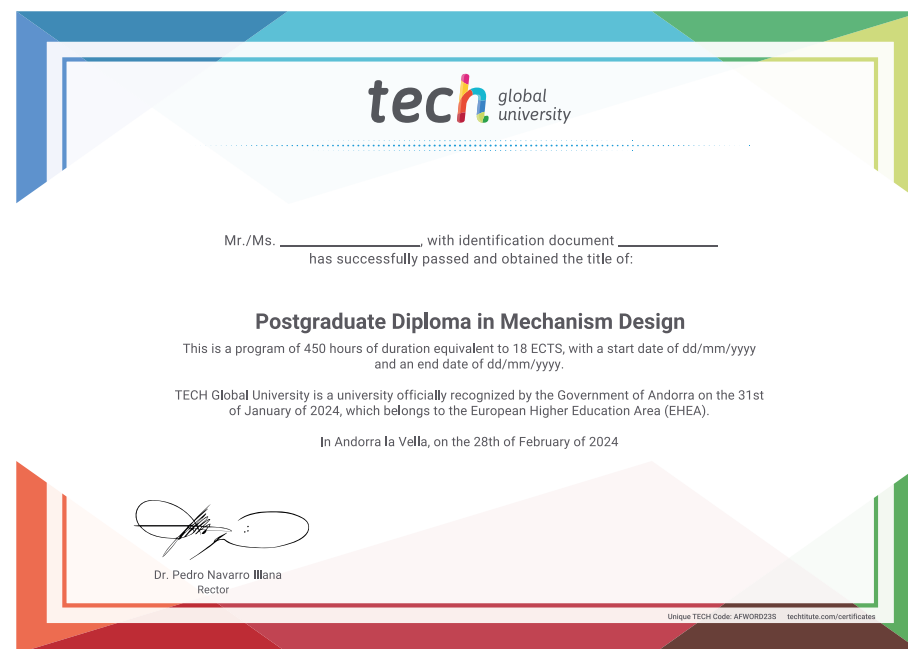 tech global university
Mr./Ms. ____________, with identification document ____________
has successfully passed and obtained the title of:
Postgraduate Diploma in Mechanism Design
This is a program of 450 hours of duration equivalent to 18 ECTS, with a start date of dd/mm/yyyy
and an end date of dd/mm/yyyy.
TECH Global University is a university officially recognized by the Government of Andorra on the 31st
of January of 2024, which belongs to the European Higher Education Area (EHEA).
In Andorra la Vella, on the 28th of February of 2024
Dr. Pedro Navarro Illana
Rector
Unique TECH Code: AFWORD23S techtitute.com/certificates